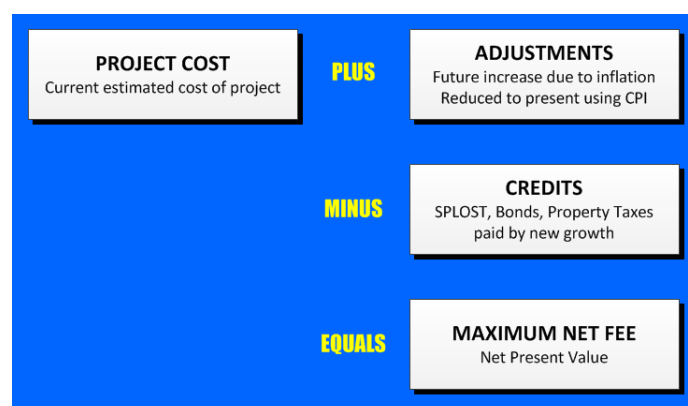 PROJECT COST
Current estimated cost of project
PLUS
ADJUSTMENTS
Future increase due to inflation
Reduced to present using CPI
MINUS
CREDITS
SPLOST, Bonds, Property Taxes
paid by new growth
EQUALS
MAXIMUM NET FEE
Net Present Value